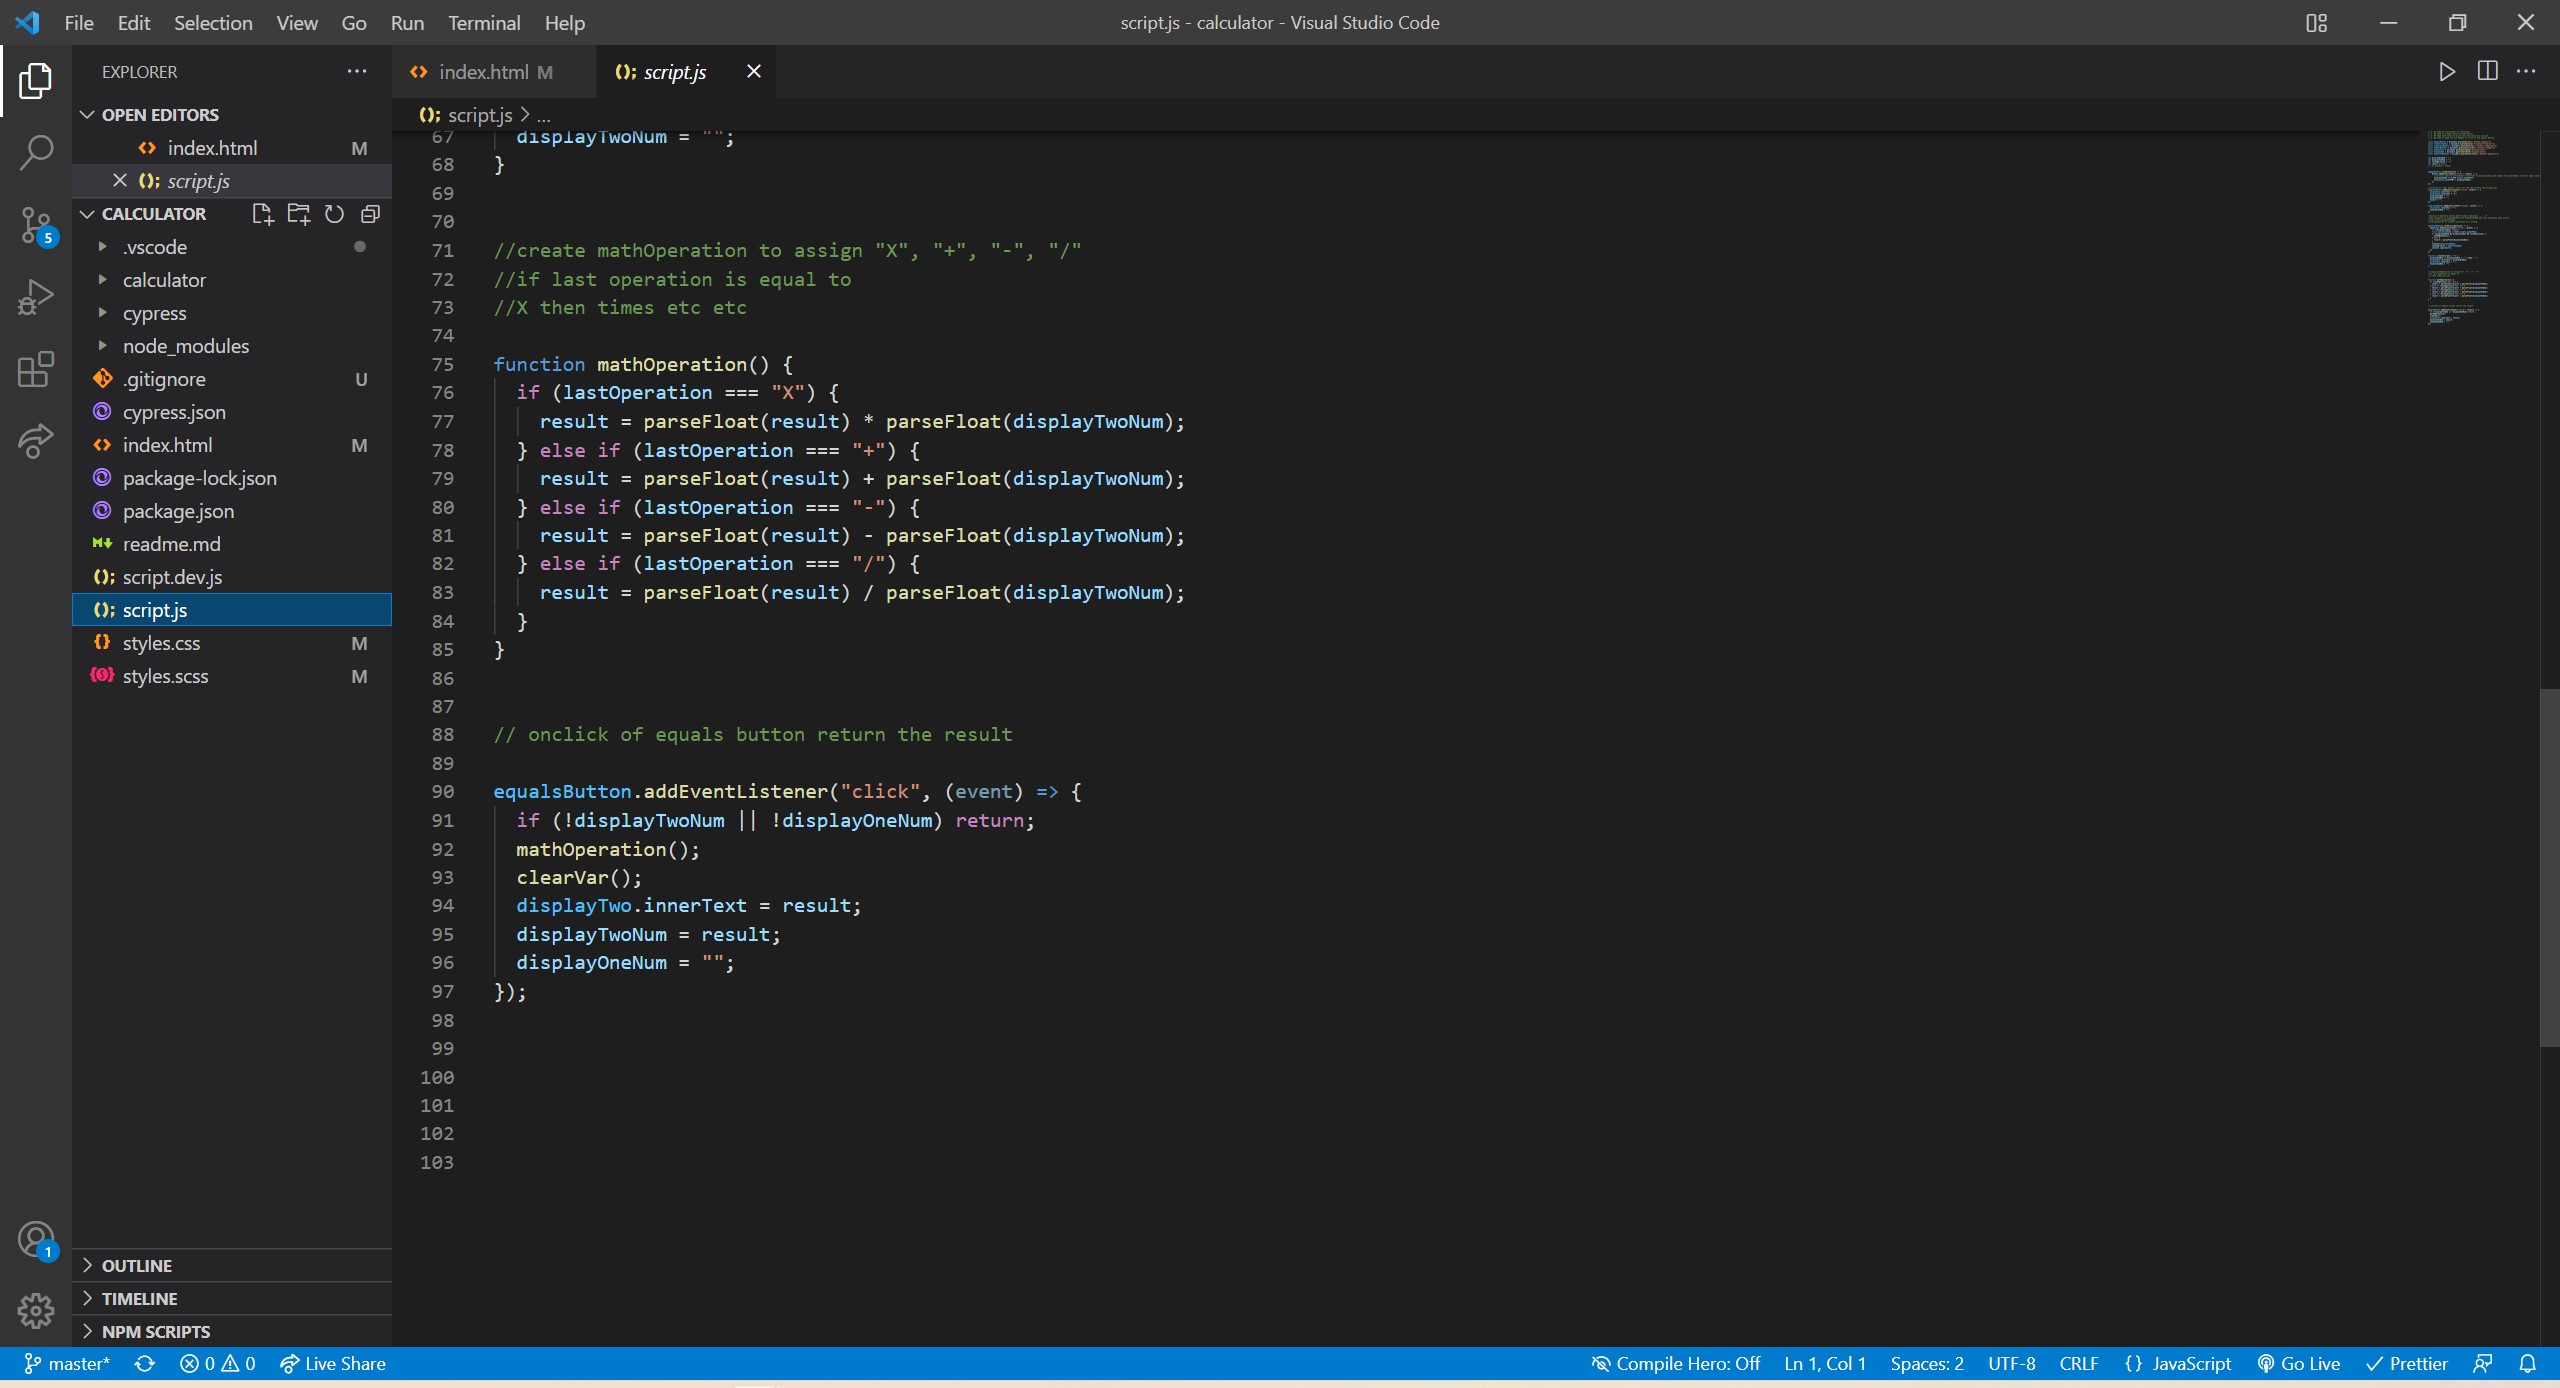 File Edit Selection View Go Run Terminal Help
script.js - calculator - Visual Studio Code
EXPLORER
OPEN EDITORS
index.html M
script.js
CALCULATOR
.vscode
calculator
cypress
node_modules
.gitignore U
cypress.json
index.html M
package-lock.json
package.json
readme.md
script.dev.js
script.js
styles.css M
styles.scss M
OUTLINE
TIMELINE
NPM SCRIPTS
5
1
index.html M
script.js
script.js > ...
67 displayTwoNum = "";
68 }
69
70
71 //create mathOperation to assign "X", "+", "-", "/"
72 //if last operation is equal to
73 //X then times etc etc
74
75 function mathOperation() {
76 if (lastOperation === "X") {
77 result = parseFloat(result) * parseFloat(displayTwoNum);
78 } else if (lastOperation === "+") {
79 result = parseFloat(result) + parseFloat(displayTwoNum);
80 } else if (lastOperation === "-") {
81 result = parseFloat(result) - parseFloat(displayTwoNum);
82 } else if (lastOperation === "/") {
83 result = parseFloat(result) / parseFloat(displayTwoNum);
84 }
85 }
86
87
88 // onclick of equals button return the result
89
90 equalsButton.addEventListener("click", (event) => {
91 if (!displayTwoNum || !displayOneNum) return;
92 mathOperation();
93 clearVar();
94 displayTwo.innerText = result;
95 displayTwoNum = result;
96 displayOneNum = "";
97 });
98
99
100
101
102
103
master* 0 0 Live Share
Compile Hero: Off Ln 1, Col 1 Spaces: 2 UTF-8 CRLF {} JavaScript Go Live Prettier